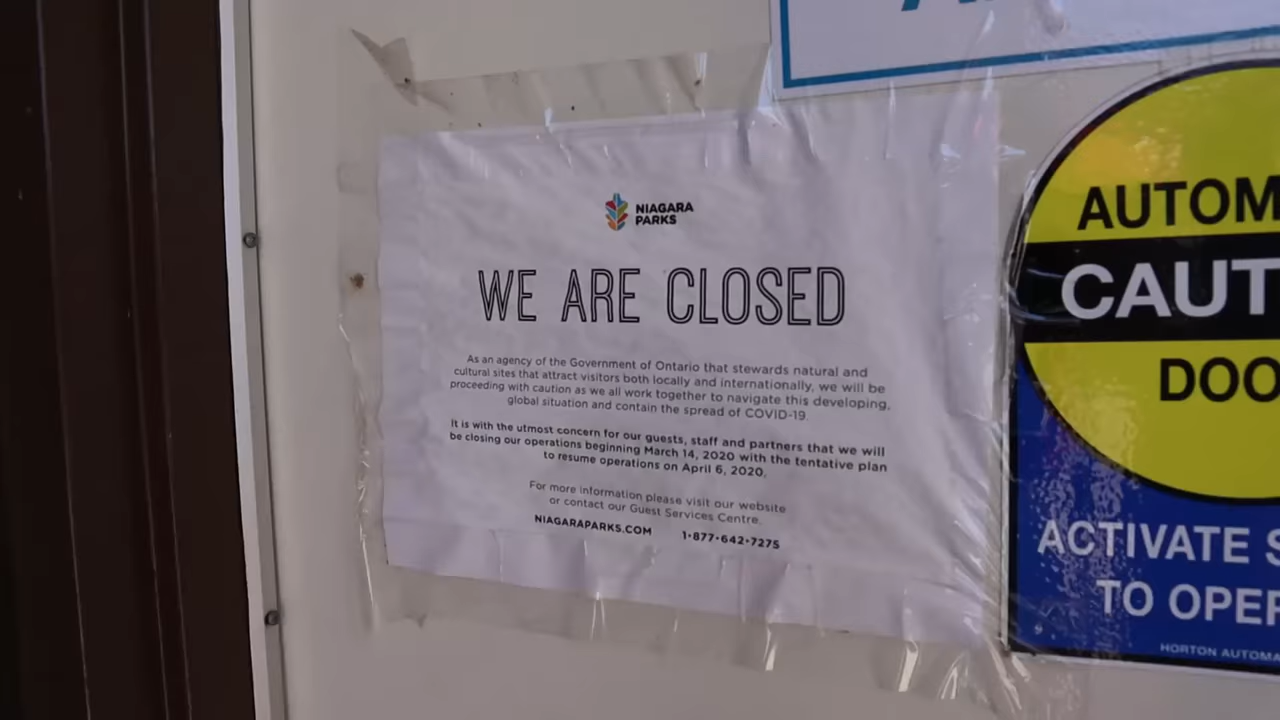 NIAGARA
PARKS
WE ARE CLOSED
As an agency of the Government of Ontario that stewards natural and
cultural sites that attract visitors both locally and internationally, we will be
proceeding with caution as we all work together to navigate this developing,
global situation and contain the spread of COVID-19.
It is with the utmost concern for our guests, staff and partners that we will
be closing our operations beginning March 14, 2020 with the tentative plan
to resume operations on April 6, 2020.
For more information please visit our website
or contact our Guest Services Centre.
NIAGARAPARKS.COM 1·877·642·7275
AUTOM
CAUT
DOO
ACTIVATE S
TO OPER
HORTON AUTOMA